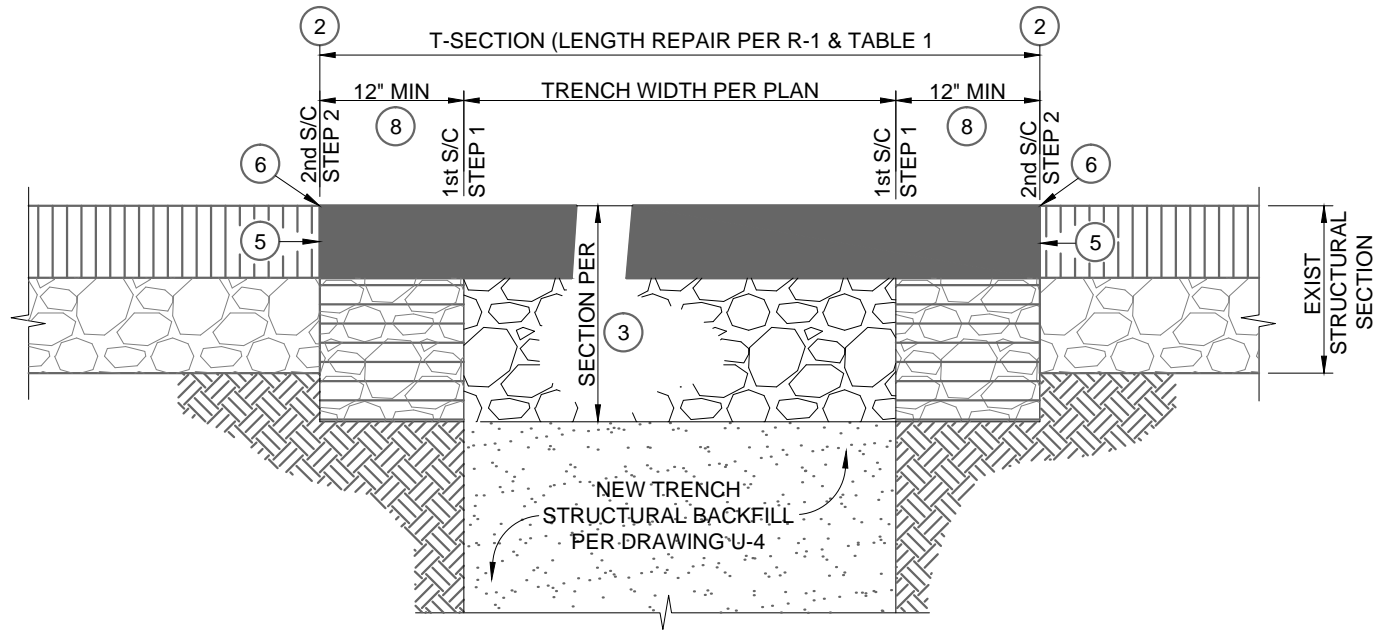 2
2
T-SECTION (LENGTH REPAIR PER R-1 & TABLE 1
12" MIN
TRENCH WIDTH PER PLAN
12" MIN
8
8
2nd S/C
STEP 2
1st S/C
STEP 1
1st S/C
STEP 1
2nd S/C
STEP 2
6
6
5
5
SECTION PER
3
EXIST
STRUCTURAL
SECTION
NEW TRENCH
STRUCTURAL BACKFILL
PER DRAWING U-4